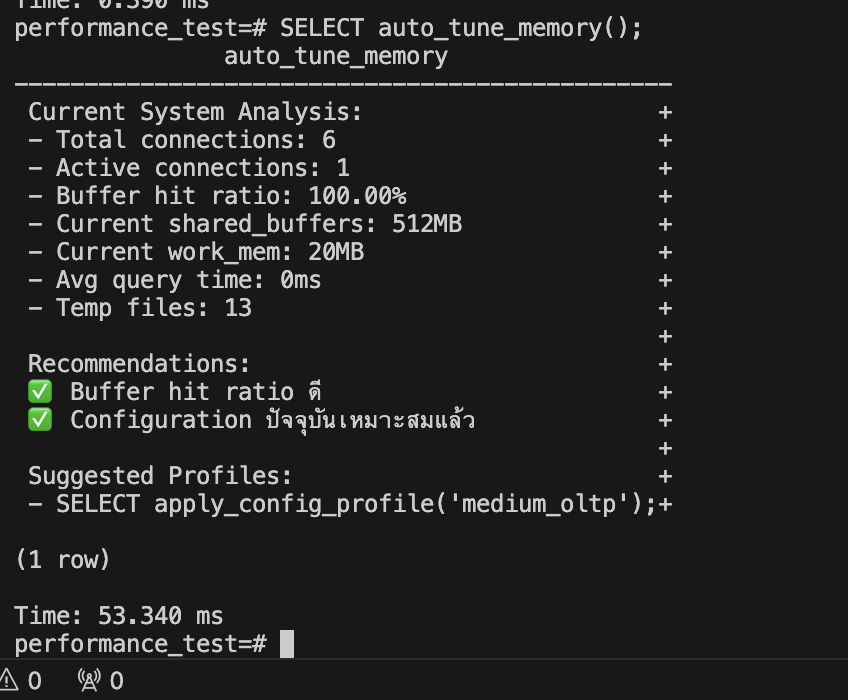 Time: 0.390 ms
performance_test=# SELECT auto_tune_memory();
auto_tune_memory
-----------------------------------------------
Current System Analysis: +
- Total connections: 6 +
- Active connections: 1 +
- Buffer hit ratio: 100.00% +
- Current shared_buffers: 512MB +
- Current work_mem: 20MB +
- Avg query time: 0ms +
- Temp files: 13 +
+
Recommendations: +
✅ Buffer hit ratio ดี +
✅ Configuration ปัจจุบันเหมาะสมแล้ว +
+
Suggested Profiles: +
- SELECT apply_config_profile('medium_oltp');+
(1 row)
Time: 53.340 ms
performance_test=#
0 0